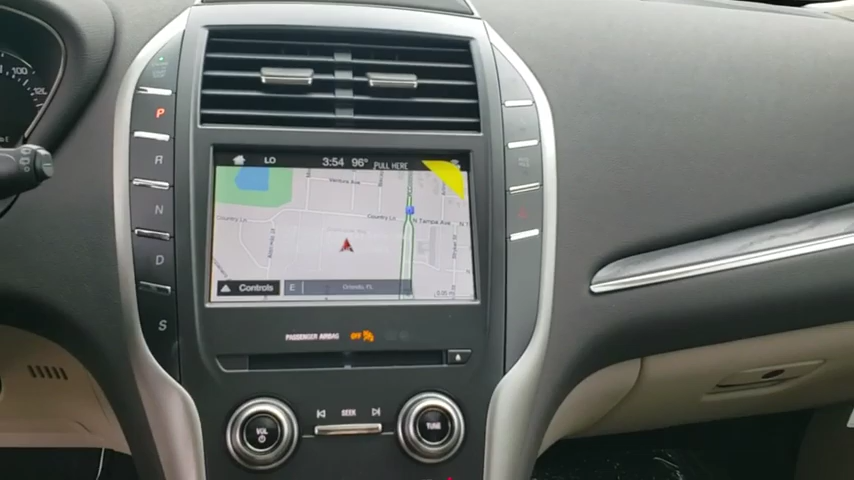 100
120
P
R
N
D
S
LO 3:54 96° PULL HERE
Ventura Ave
Country Ln
Country Ln
N Tampa Ave
N
Controls
E
Orlando, FL
PASSENGER AIRBAG OFF
VOL
SEEK
TUNE